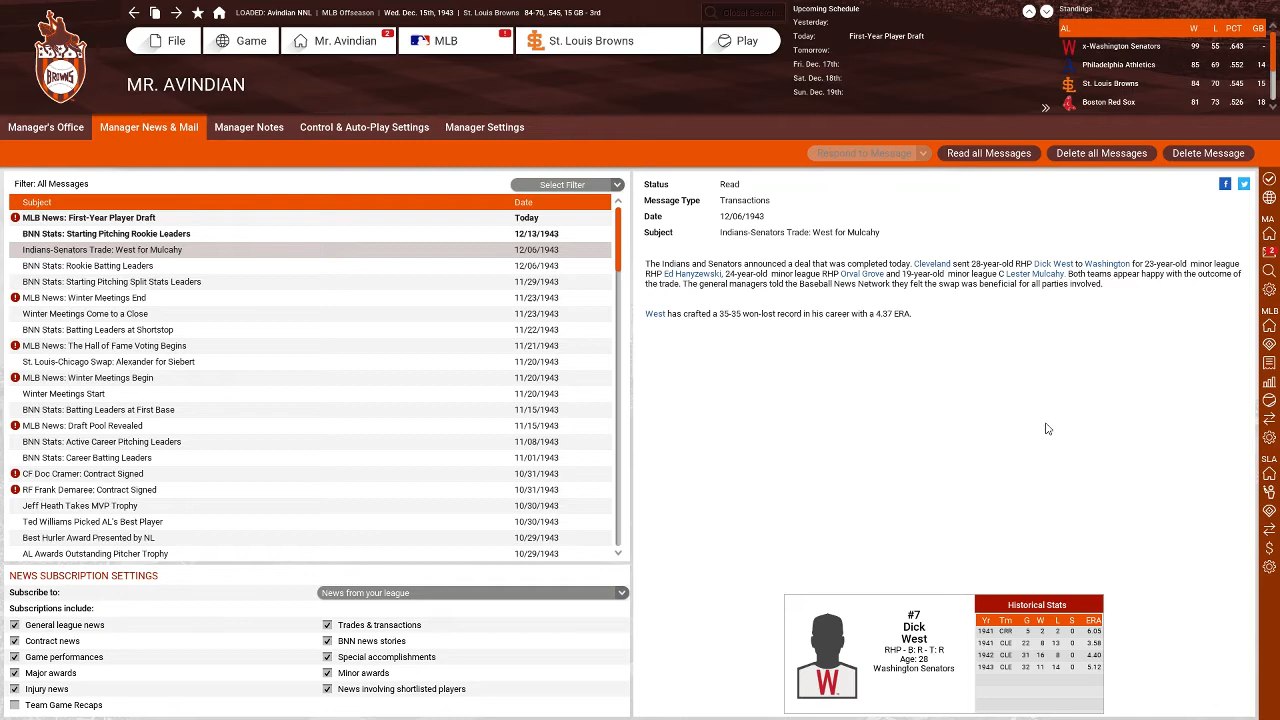 LOADED: Avindian NNL | MLB Offseason | Wed. Dec. 15th, 1943 | St. Louis Browns 84-70, .545, 15 GB - 3rd
Global Search
File
Game
Mr. Avindian
2
MLB
!
St. Louis Browns
Play
BROWNS
MR. AVINDIAN
Upcoming Schedule
Yesterday:
Today: First-Year Player Draft
Tomorrow:
Fri. Dec. 17th:
Sat. Dec. 18th:
Sun. Dec. 19th:
Standings
AL W L PCT GB
x-Washington Senators 99 55 .643 -
Philadelphia Athletics 85 69 .552 14
St. Louis Browns 84 70 .545 15
Boston Red Sox 81 73 .526 18
Manager's Office
Manager News & Mail
Manager Notes
Control & Auto-Play Settings
Manager Settings
Respond to Message
Read all Messages
Delete all Messages
Delete Message
Filter: All Messages
Select Filter
Subject Date
MLB News: First-Year Player Draft Today
BNN Stats: Starting Pitching Rookie Leaders 12/13/1943
Indians-Senators Trade: West for Mulcahy 12/06/1943
BNN Stats: Rookie Batting Leaders 12/06/1943
BNN Stats: Starting Pitching Split Stats Leaders 11/29/1943
MLB News: Winter Meetings End 11/23/1943
Winter Meetings Come to a Close 11/23/1943
BNN Stats: Batting Leaders at Shortstop 11/22/1943
MLB News: The Hall of Fame Voting Begins 11/21/1943
St. Louis-Chicago Swap: Alexander for Siebert 11/20/1943
MLB News: Winter Meetings Begin 11/20/1943
Winter Meetings Start 11/20/1943
BNN Stats: Batting Leaders at First Base 11/15/1943
MLB News: Draft Pool Revealed 11/15/1943
BNN Stats: Active Career Pitching Leaders 11/08/1943
BNN Stats: Career Batting Leaders 11/01/1943
CF Doc Cramer: Contract Signed 10/31/1943
RF Frank Demaree: Contract Signed 10/31/1943
Jeff Heath Takes MVP Trophy 10/30/1943
Ted Williams Picked AL's Best Player 10/30/1943
Best Hurler Award Presented by NL 10/29/1943
AL Awards Outstanding Pitcher Trophy 10/29/1943
NEWS SUBSCRIPTION SETTINGS
Subscribe to: News from your league
Subscriptions include:
General league news Trades & transactions
Contract news BNN news stories
Game performances Special accomplishments
Major awards Minor awards
Injury news News involving shortlisted players
Team Game Recaps
Status Read
Message Type Transactions
Date 12/06/1943
Subject Indians-Senators Trade: West for Mulcahy
The Indians and Senators announced a deal that was completed today. Cleveland sent 28-year-old RHP Dick West to Washington for 23-year-old minor league
RHP Ed Hanyzewski, 24-year-old minor league RHP Orval Grove and 19-year-old minor league C Lester Mulcahy. Both teams appear happy with the outcome of
the trade. The general managers told the Baseball News Network they felt the swap was beneficial for all parties involved.
West has crafted a 35-35 won-lost record in his career with a 4.37 ERA.
W
#7
Dick
West
RHP - B: R - T: R
Age: 28
Washington Senators
Historical Stats
Yr Tm G W L S ERA
1941 CRR 5 2 2 0 6.05
1941 CLE 22 8 13 0 3.58
1942 CLE 31 16 8 0 4.40
1943 CLE 32 11 14 0 5.12
MA
2
MLB
SLA